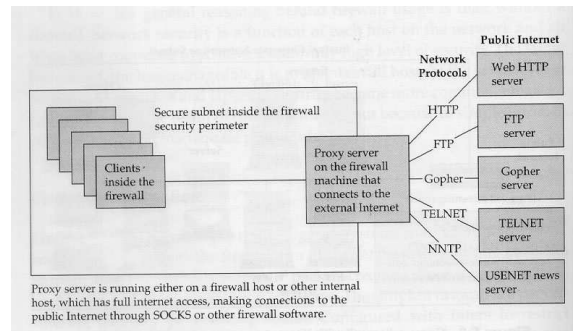 Public Internet
Network
Protocols
Web HTTP
server
HTTP
Secure subnet inside the firewall
security perimeter
FTP
server
FTP
Proxy server
on the firewall
machine that
connects to the
external Internet
Clients
inside the
firewall
Gopher
Gopher
server
TELNET
TELNET
server
NNTP
USENET news
server
Proxy server is running either on a firewall host or other internal
host, which has full internet access, making connections to the
public Internet through SOCKS or other firewall software.